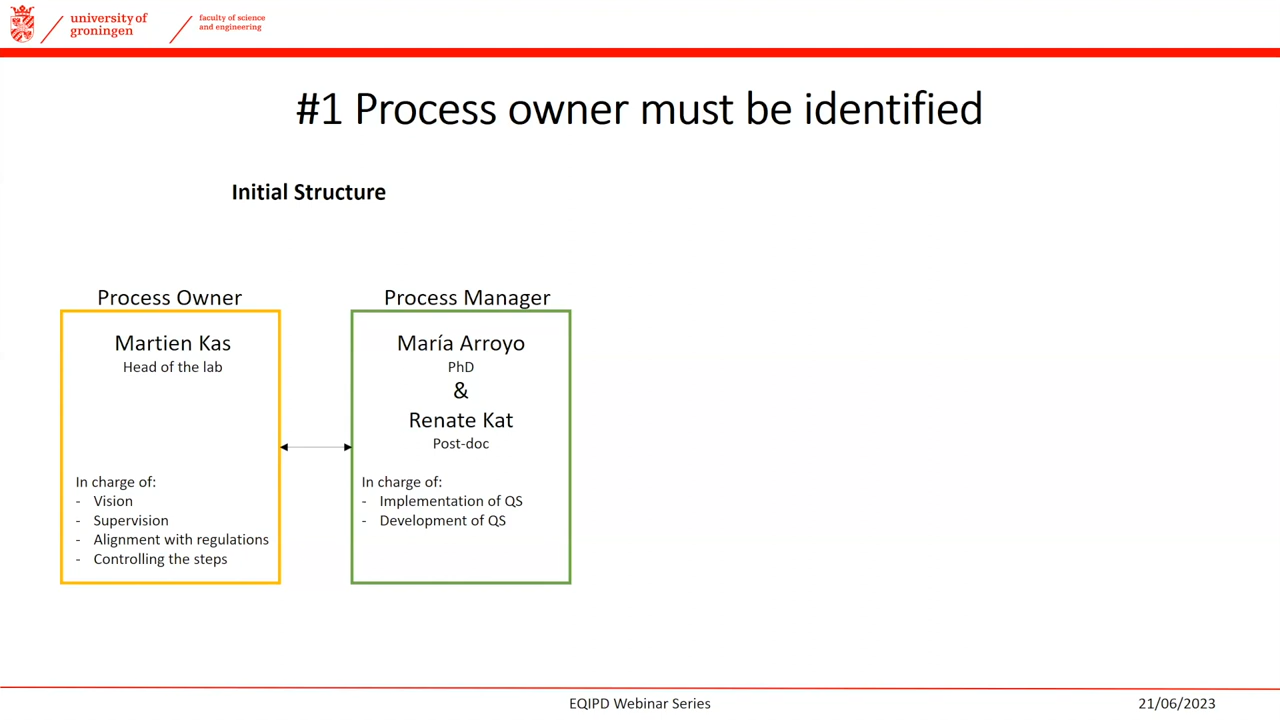 university of
groningen
faculty of science
and engineering
#1 Process owner must be identified
Initial Structure
Process Owner
Martien Kas
Head of the lab
In charge of:
- Vision
- Supervision
- Alignment with regulations
- Controlling the steps
Process Manager
María Arroyo
PhD
&
Renate Kat
Post-doc
In charge of:
- Implementation of QS
- Development of QS
EQIPD Webinar Series
21/06/2023